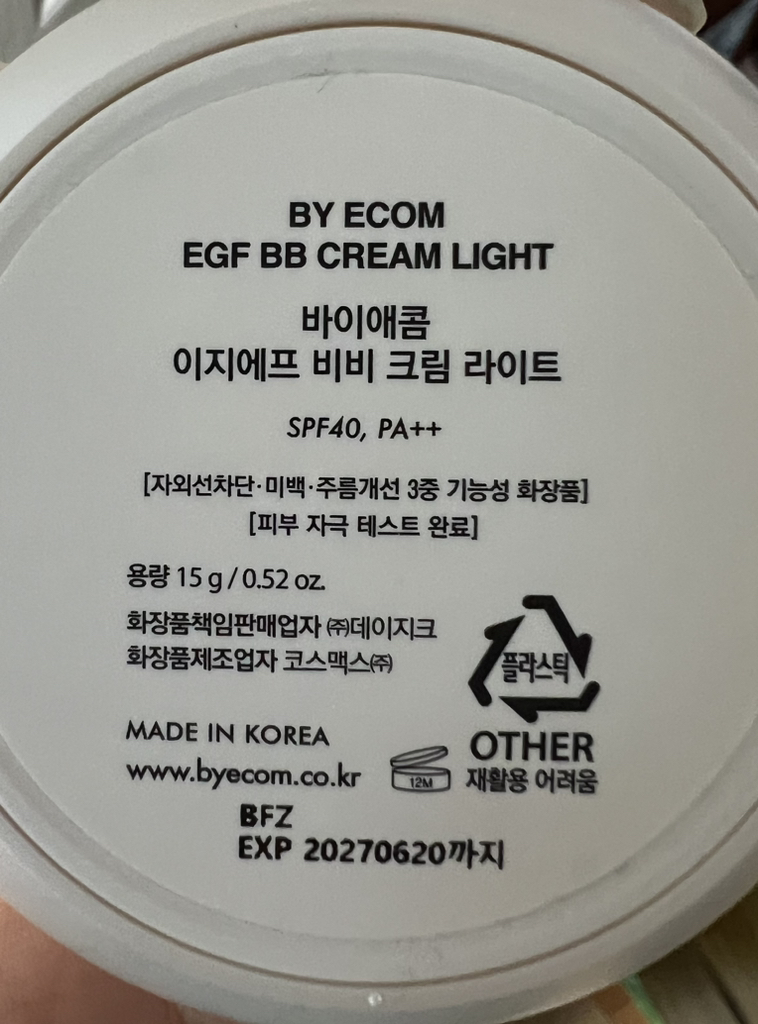 BY ECOM
EGF BB CREAM LIGHT
바이애콤
이지에프 비비 크림 라이트
SPF40, PA++
[자외선차단·미백·주름개선 3중 기능성 화장품]
[피부 자극 테스트 완료]
용량 15 g / 0.52 oz.
화장품책임판매업자 ㈜데이지크
화장품제조업자 코스맥스㈜
플라스틱
OTHER
재활용 어려움
MADE IN KOREA
www.byecom.co.kr
12M
BFZ
EXP 20270620까지